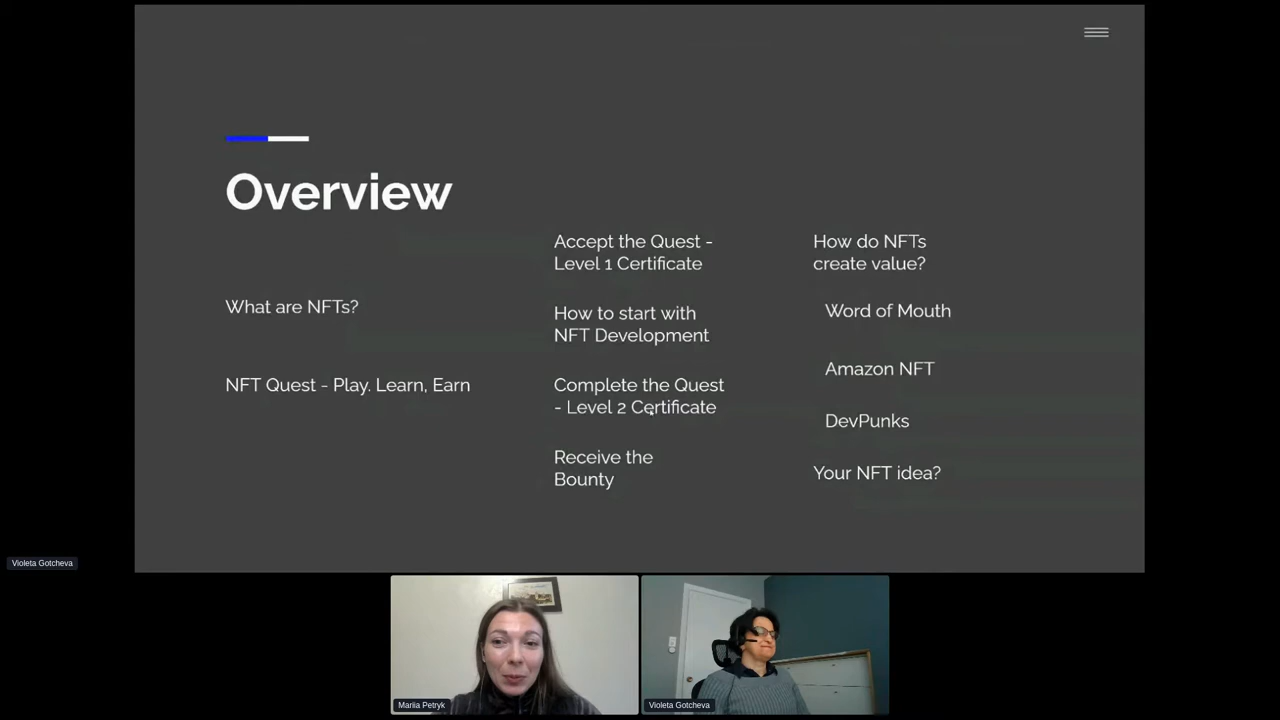 Overview
What are NFTs?
NFT Quest - Play. Learn, Earn
Accept the Quest -
Level 1 Certificate
How to start with
NFT Development
Complete the Quest
- Level 2 Certificate
Receive the
Bounty
How do NFTs
create value?
Word of Mouth
Amazon NFT
DevPunks
Your NFT idea?
Violeta Gotcheva
Mariia Petryk
Violeta Gotcheva